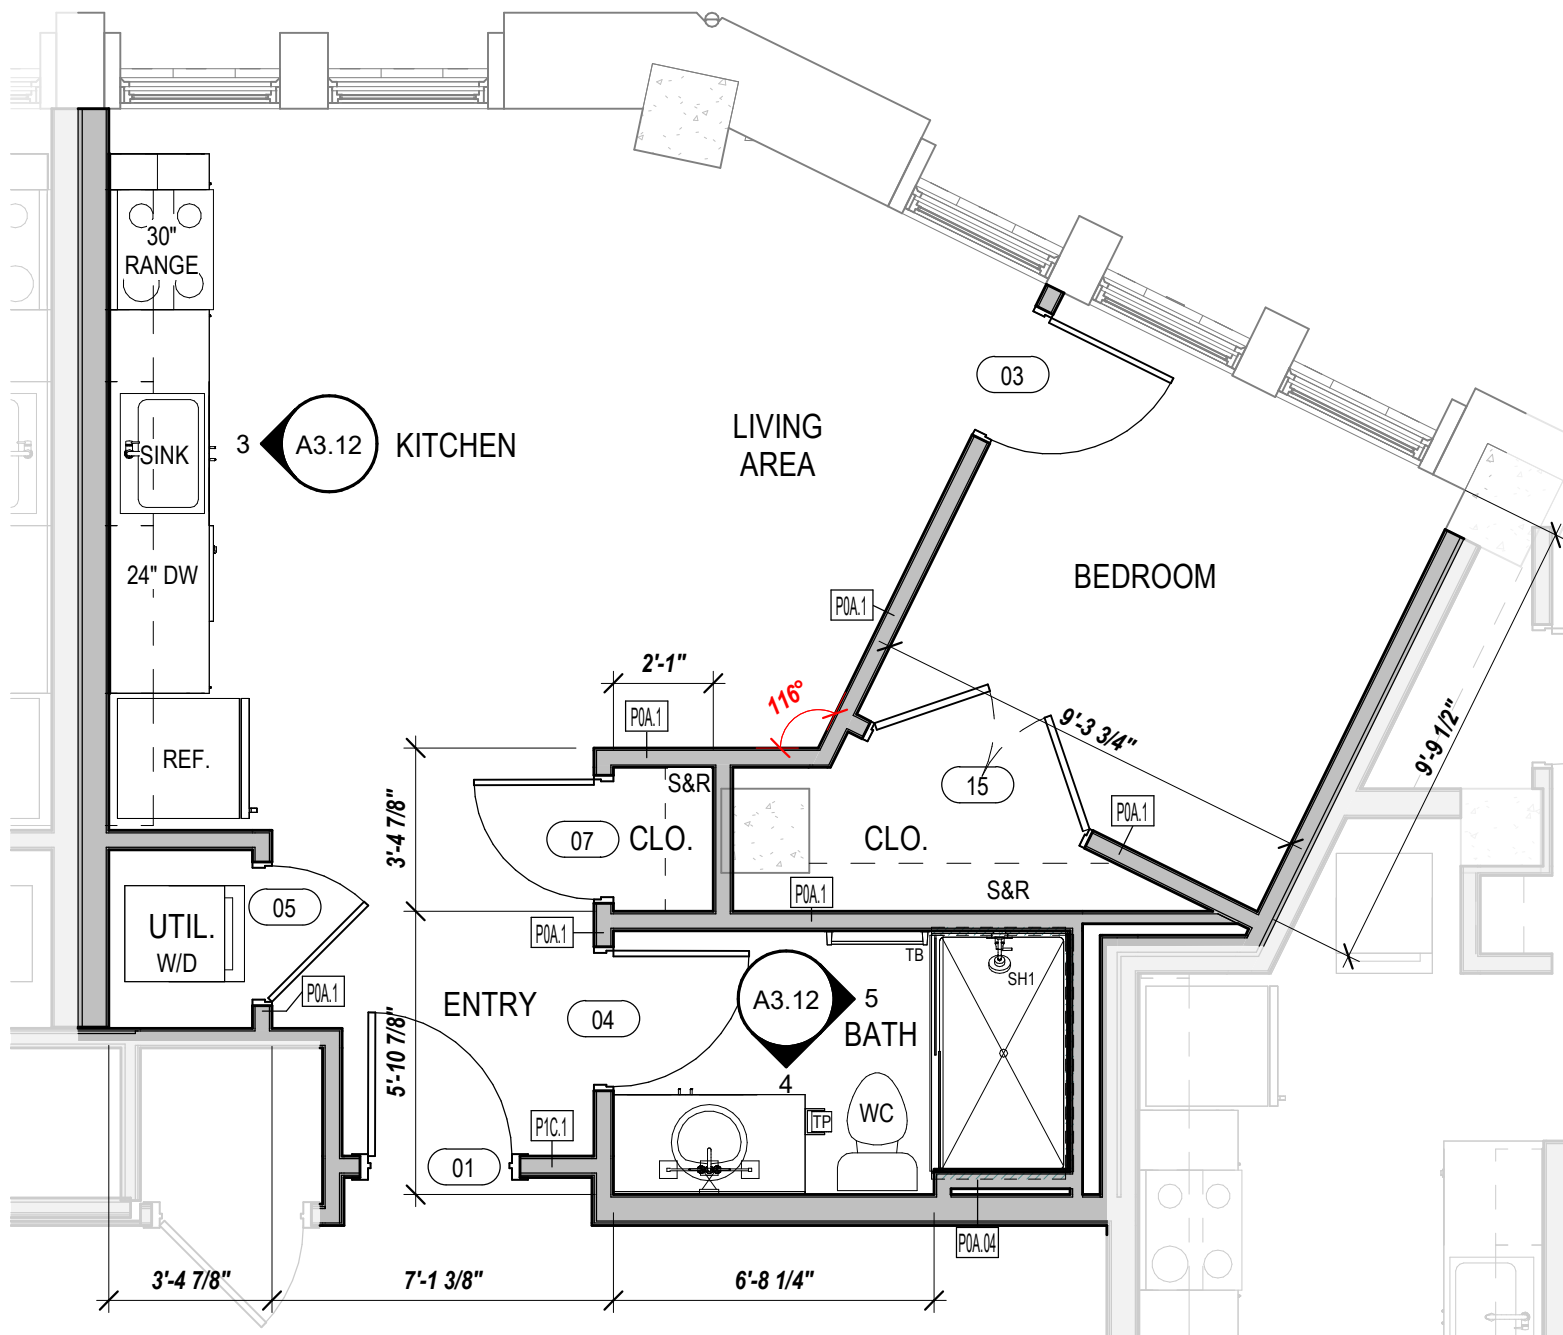 30"
RANGE
03
3
A3.12
KITCHEN
LIVING
AREA
SINK
24" DW
BEDROOM
P0A.1
2'-1"
116°
P0A.1
9'-3 3/4"
9'-9 1/2"
REF.
S&R
15
3'-4 7/8"
07
CLO.
CLO.
P0A.1
S&R
P0A.1
05
UTIL.
W/D
P0A.1
TB
SH1
P0A.1
ENTRY
04
A3.12
5
BATH
4
5'-10 7/8"
WC
TP
P1C.1
01
P0A.04
3'-4 7/8"
7'-1 3/8"
6'-8 1/4"